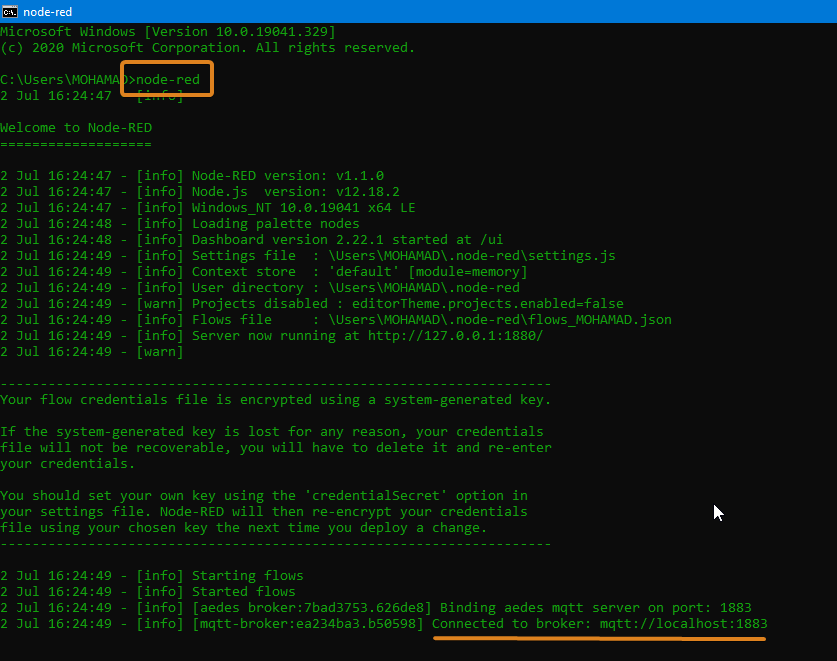 node-red
Microsoft Windows [Version 10.0.19041.329]
(c) 2020 Microsoft Corporation. All rights reserved.
C:\Users\MOHAMAD>node-red
2 Jul 16:24:47 - [info]
Welcome to Node-RED
===================
2 Jul 16:24:47 - [info] Node-RED version: v1.1.0
2 Jul 16:24:47 - [info] Node.js  version: v12.18.2
2 Jul 16:24:47 - [info] Windows_NT 10.0.19041 x64 LE
2 Jul 16:24:48 - [info] Loading palette nodes
2 Jul 16:24:48 - [info] Dashboard version 2.22.1 started at /ui
2 Jul 16:24:49 - [info] Settings file  : \Users\MOHAMAD\.node-red\settings.js
2 Jul 16:24:49 - [info] Context store  : 'default' [module=memory]
2 Jul 16:24:49 - [info] User directory : \Users\MOHAMAD\.node-red
2 Jul 16:24:49 - [warn] Projects disabled : editorTheme.projects.enabled=false
2 Jul 16:24:49 - [info] Flows file     : \Users\MOHAMAD\.node-red\flows_MOHAMAD.json
2 Jul 16:24:49 - [info] Server now running at http://127.0.0.1:1880/
2 Jul 16:24:49 - [warn]
---------------------------------------------------------------------
Your flow credentials file is encrypted using a system-generated key.
If the system-generated key is lost for any reason, your credentials
file will not be recoverable, you will have to delete it and re-enter
your credentials.
You should set your own key using the 'credentialSecret' option in
your settings file. Node-RED will then re-encrypt your credentials
file using your chosen key the next time you deploy a change.
---------------------------------------------------------------------
2 Jul 16:24:49 - [info] Starting flows
2 Jul 16:24:49 - [info] Started flows
2 Jul 16:24:49 - [info] [aedes broker:7bad3753.626de8] Binding aedes mqtt server on port: 1883
2 Jul 16:24:49 - [info] [mqtt-broker:ea234ba3.b50598] Connected to broker: mqtt://localhost:1883